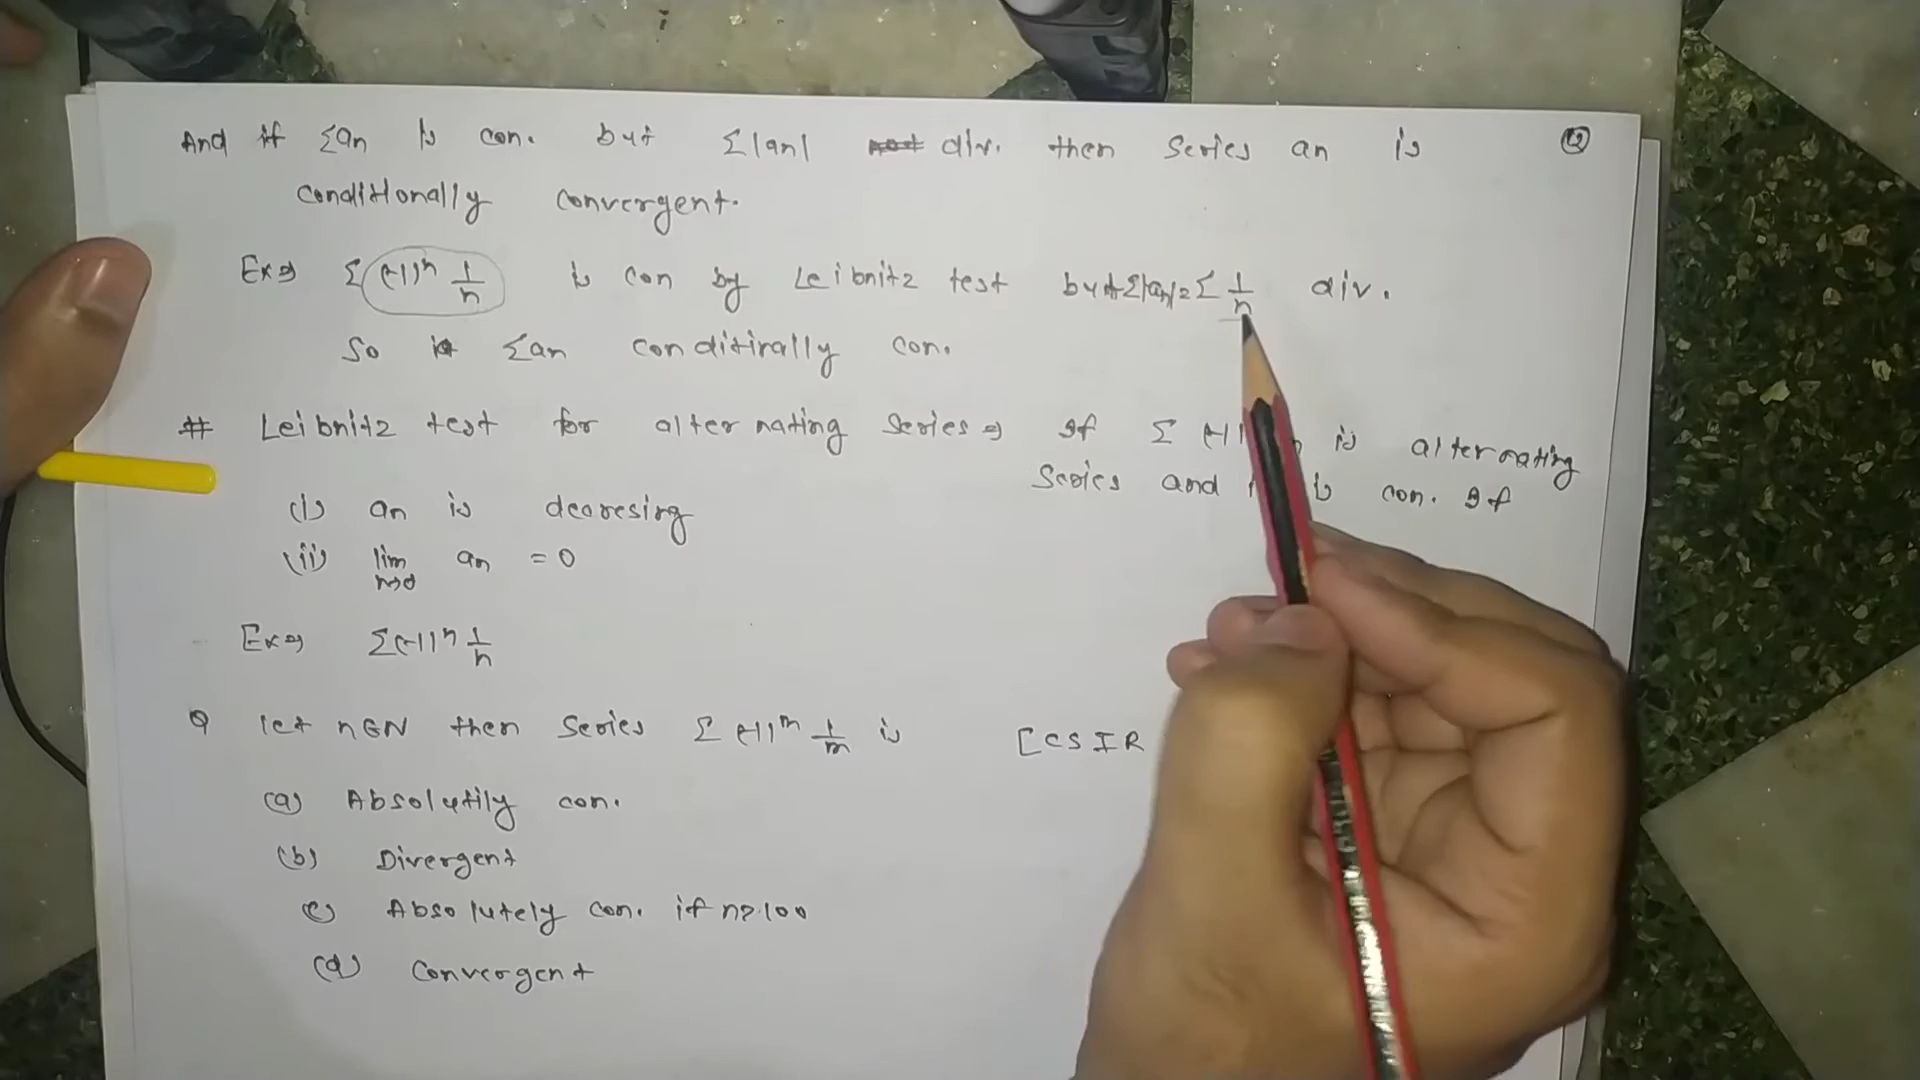 And if Σan is con. but Σ|an| div. then series an is ②
conditionally convergent.
Ex⇒ Σ(-1)ⁿ 1/n is con by Leibnitz test but Σ|an|= Σ 1/n div.
So Σan conditirally con.
# Leibnitz test for alternating series⇒ If Σ (-1) is alternating
series and is con. If
(i) an is decresing
(ii) lim an = 0
n→∞
Ex⇒ Σ(-1)ⁿ 1/n
Q let n∈N then series Σ (-1)ᵐ 1/m is [CSIR
(a) Absolutily con.
(b) Divergent
(c) Absolutely con. if n>100
(d) Convergent